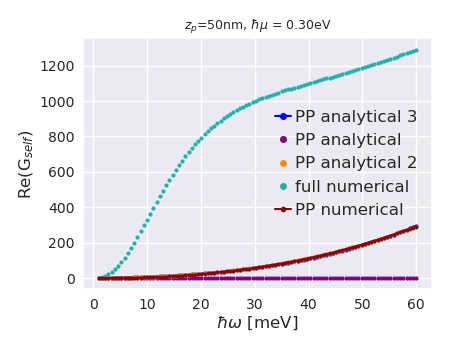 z_p=50nm, ħμ = 0.30eV
Re(G_self)
1200
1000
800
600
400
200
0
PP analytical 3
PP analytical
PP analytical 2
full numerical
PP numerical
0 10 20 30 40 50 60
ħω [meV]